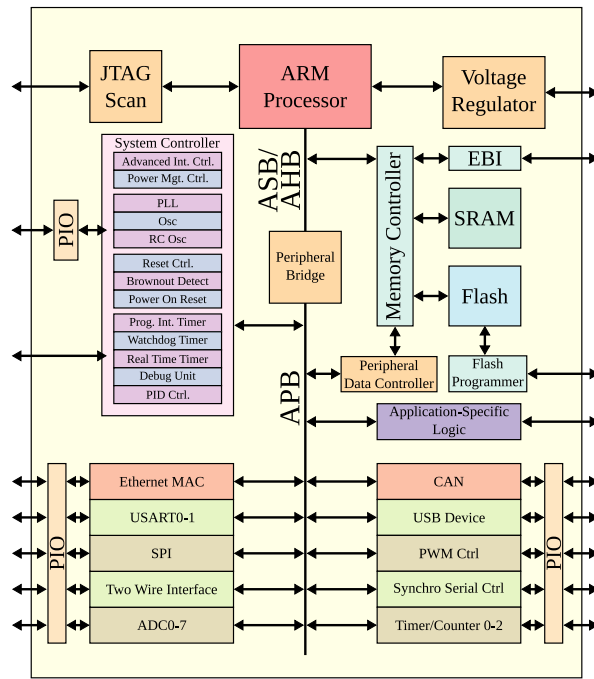 JTAG
Scan
ARM
Processor
Voltage
Regulator
System Controller
Advanced Int. Ctrl.
Power Mgt. Ctrl.
PLL
Osc
RC Osc
Reset Ctrl.
Brownout Detect
Power On Reset
Prog. Int. Timer
Watchdog Timer
Real Time Timer
Debug Unit
PID Ctrl.
PIO
ASB/
AHB
Peripheral
Bridge
APB
Memory Controller
EBI
SRAM
Flash
Peripheral
Data Controller
Flash
Programmer
Application-Specific
Logic
PIO
Ethernet MAC
USART0-1
SPI
Two Wire Interface
ADC0-7
CAN
USB Device
PWM Ctrl
Synchro Serial Ctrl
Timer/Counter 0-2
PIO